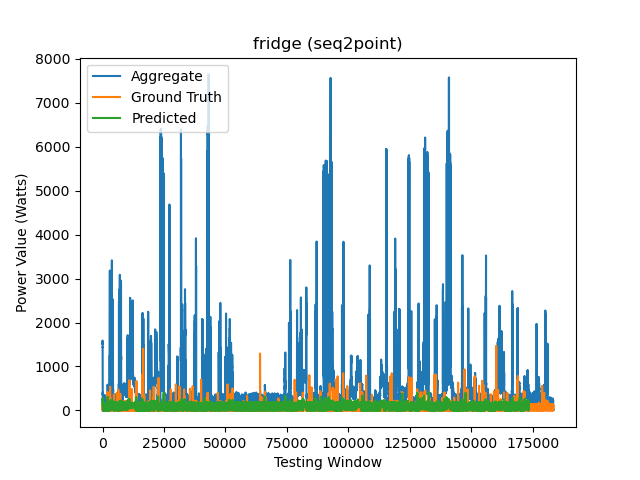 fridge (seq2point)
Aggregate
Ground Truth
Predicted
8000
7000
6000
5000
4000
3000
2000
1000
0
Power Value (Watts)
0 25000 50000 75000 100000 125000 150000 175000
Testing Window